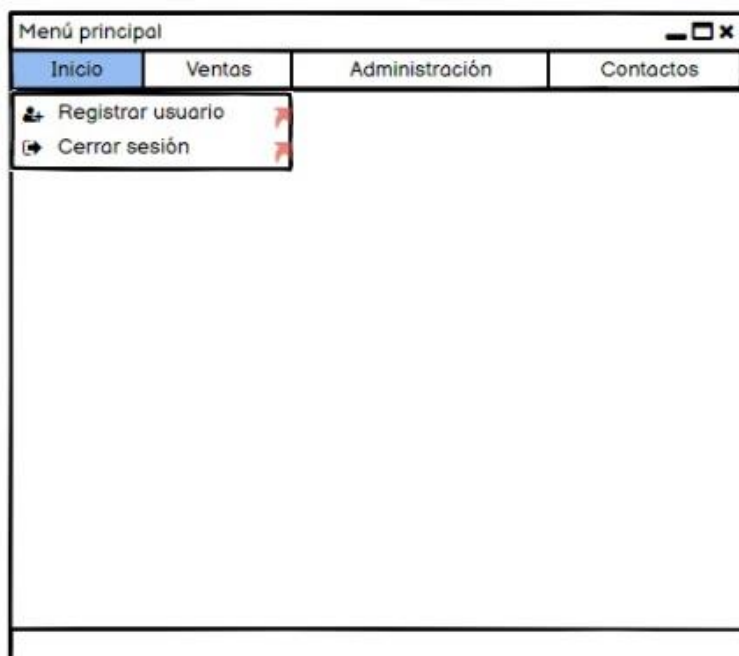 Menú principal
Inicio Ventas Administración Contactos
Registrar usuario
Cerrar sesión